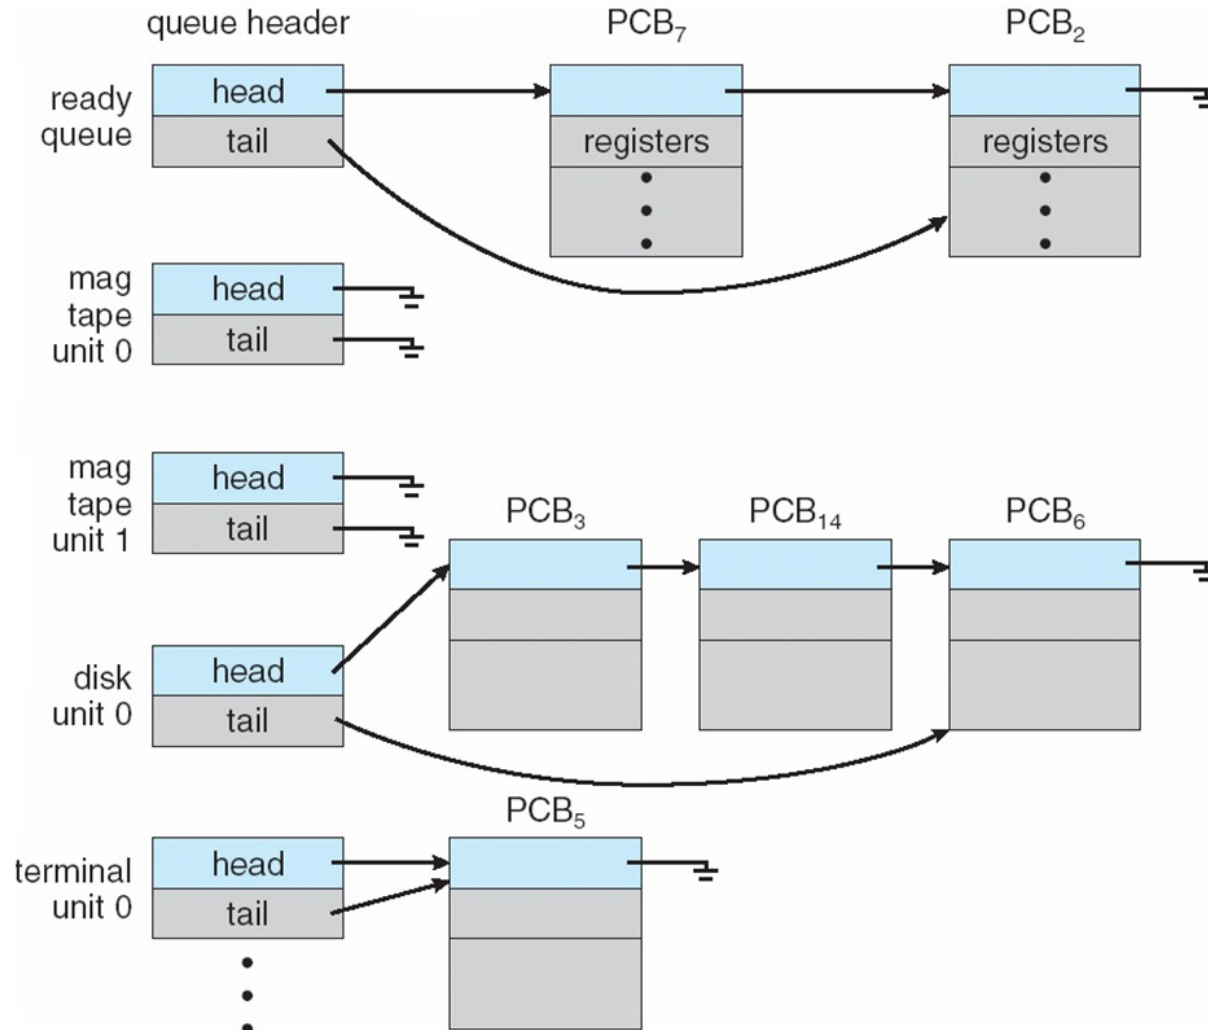 queue header
PCB₇
PCB₂
ready
queue
head
tail
registers
registers
mag
tape
unit 0
head
tail
mag
tape
unit 1
head
tail
PCB₃
PCB₁₄
PCB₆
disk
unit 0
head
tail
PCB₅
terminal
unit 0
head
tail